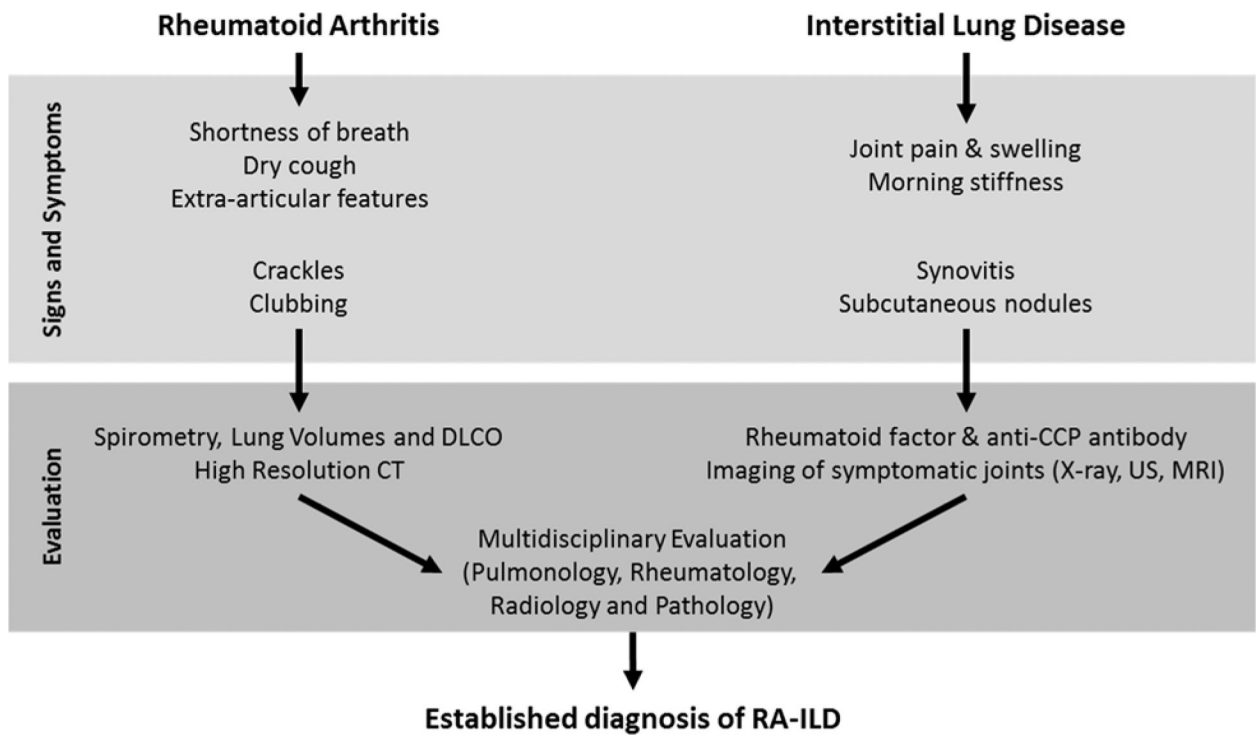 Rheumatoid Arthritis
Interstitial Lung Disease
Signs and Symptoms
Shortness of breath
Dry cough
Extra-articular features
Crackles
Clubbing
Joint pain & swelling
Morning stiffness
Synovitis
Subcutaneous nodules
Evaluation
Spirometry, Lung Volumes and DLCO
High Resolution CT
Rheumatoid factor & anti-CCP antibody
Imaging of symptomatic joints (X-ray, US, MRI)
Multidisciplinary Evaluation
(Pulmonology, Rheumatology,
Radiology and Pathology)
Established diagnosis of RA-ILD